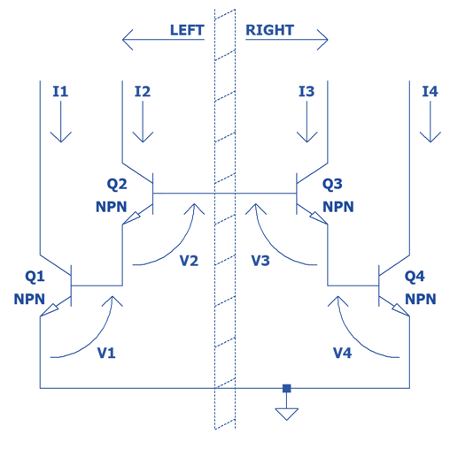 LEFT RIGHT
I1 I2 I3 I4
Q2 Q3
NPN NPN
Q1 Q4
NPN NPN
V2 V3
V1 V4